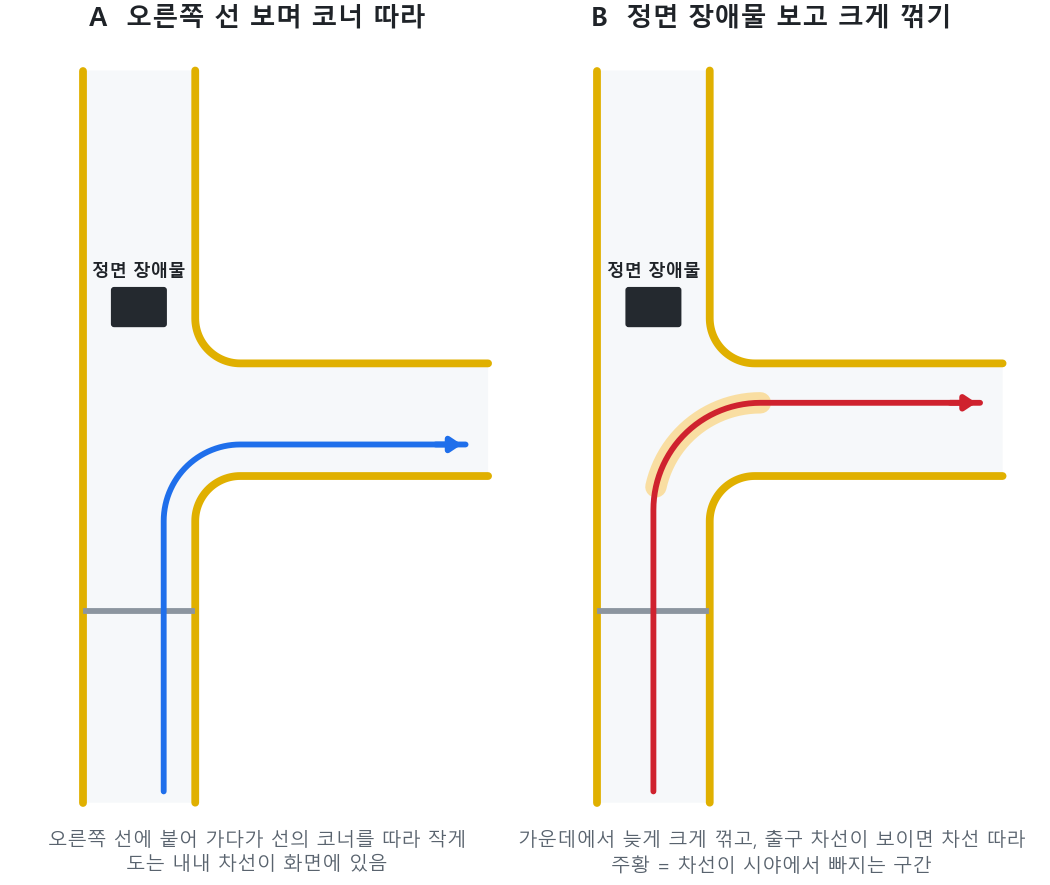 A 오른쪽 선 보며 코너 따라
B 정면 장애물 보고 크게 꺾기
정면 장애물
정면 장애물
오른쪽 선에 붙어 가다가 선의 코너를 따라 작게
도는 내내 차선이 화면에 있음
가운데에서 늦게 크게 꺾고, 출구 차선이 보이면 차선 따라
주황 = 차선이 시야에서 빠지는 구간